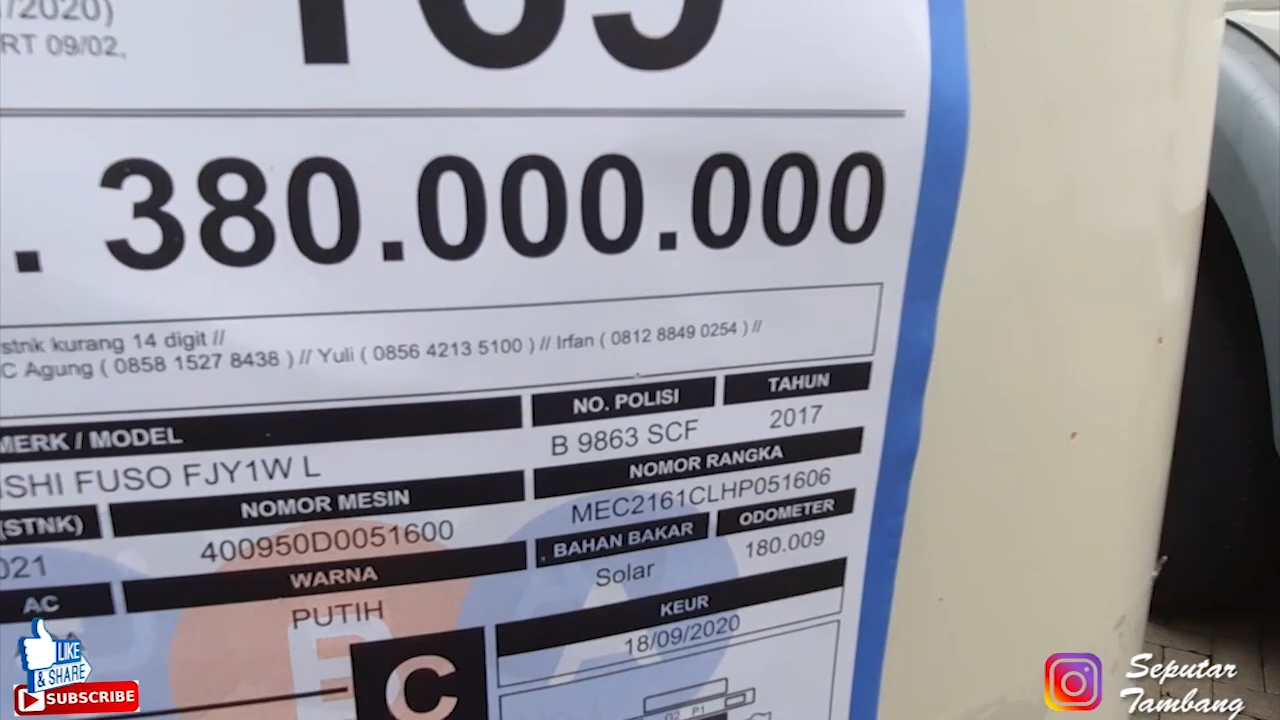 /2020)
RT 09/02,
. 380.000.000
stnk kurang 14 digit //
C Agung ( 0858 1527 8438 ) // Yuli ( 0856 4213 5100 ) // Irfan ( 0812 8849 0254 ) //
MERK / MODEL NO. POLISI TAHUN
ISHI FUSO FJY1W L B 9863 SCF 2017
(STNK) NOMOR MESIN NOMOR RANGKA
021 400950D0051600 MEC2161CLHP051606
AC WARNA BAHAN BAKAR ODOMETER
PUTIH Solar 180.009
KEUR
18/09/2020
C
LIKE
& SHARE
SUBSCRIBE
Seputar
Tambang